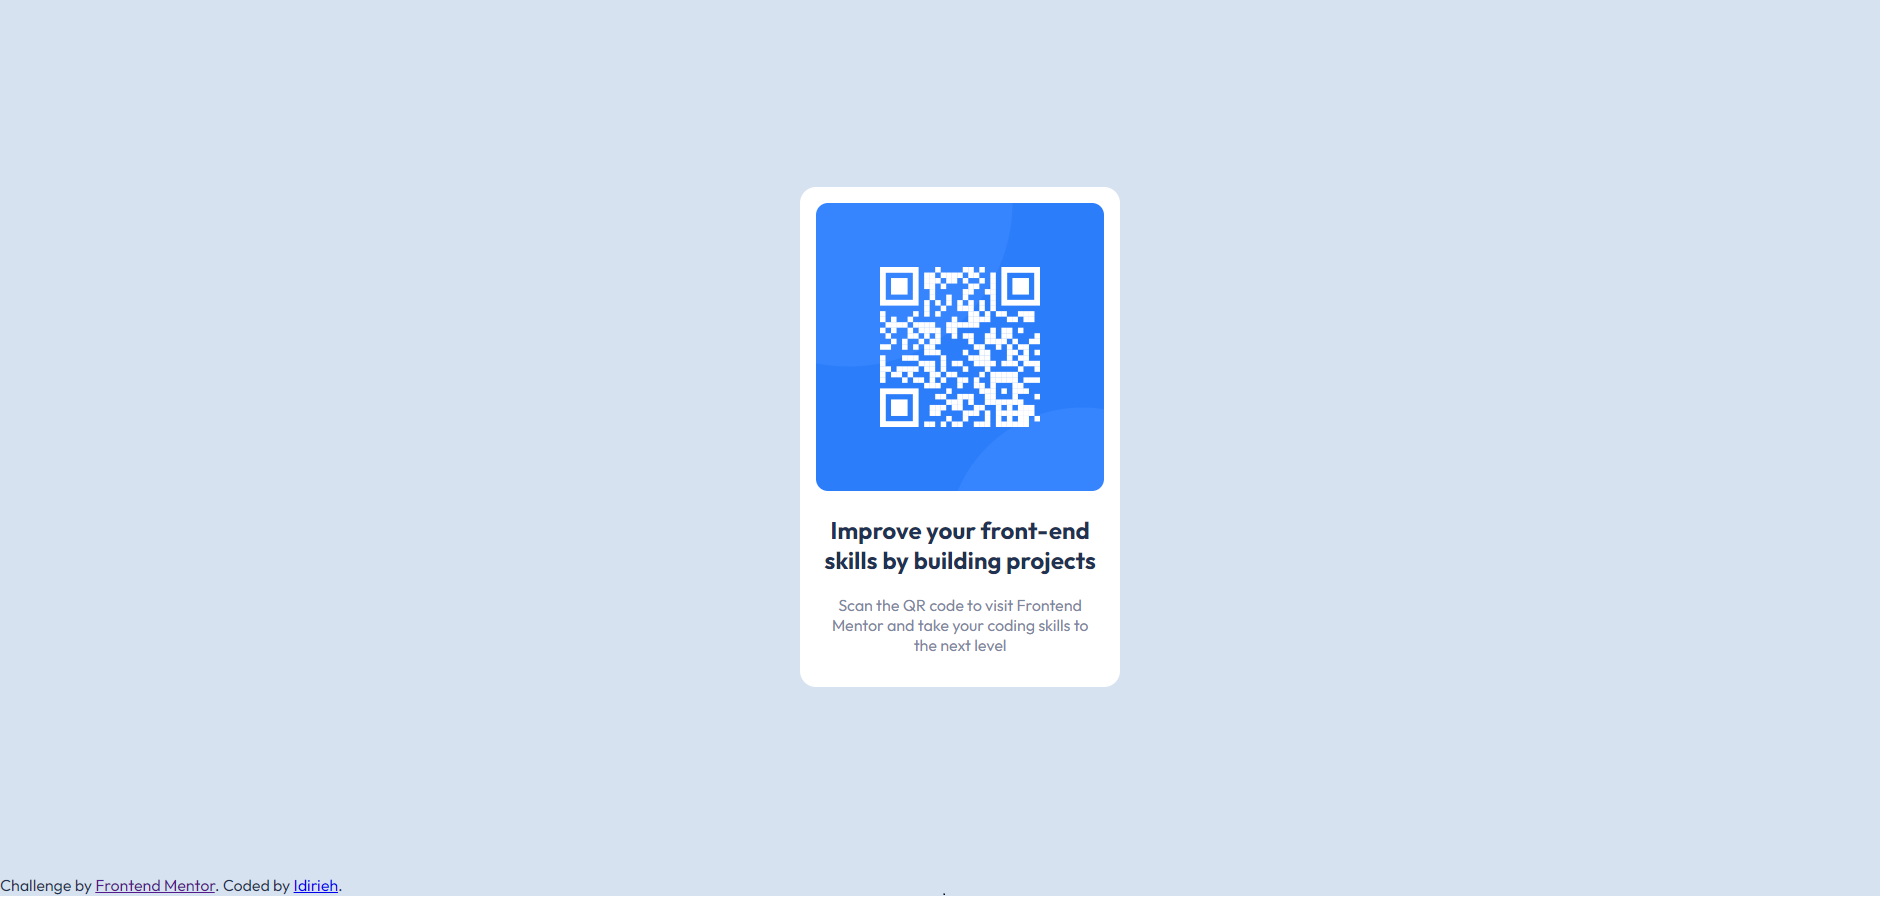 Improve your front-end
skills by building projects
Scan the QR code to visit Frontend
Mentor and take your coding skills to
the next level
Challenge by Frontend Mentor. Coded by Idirieh.